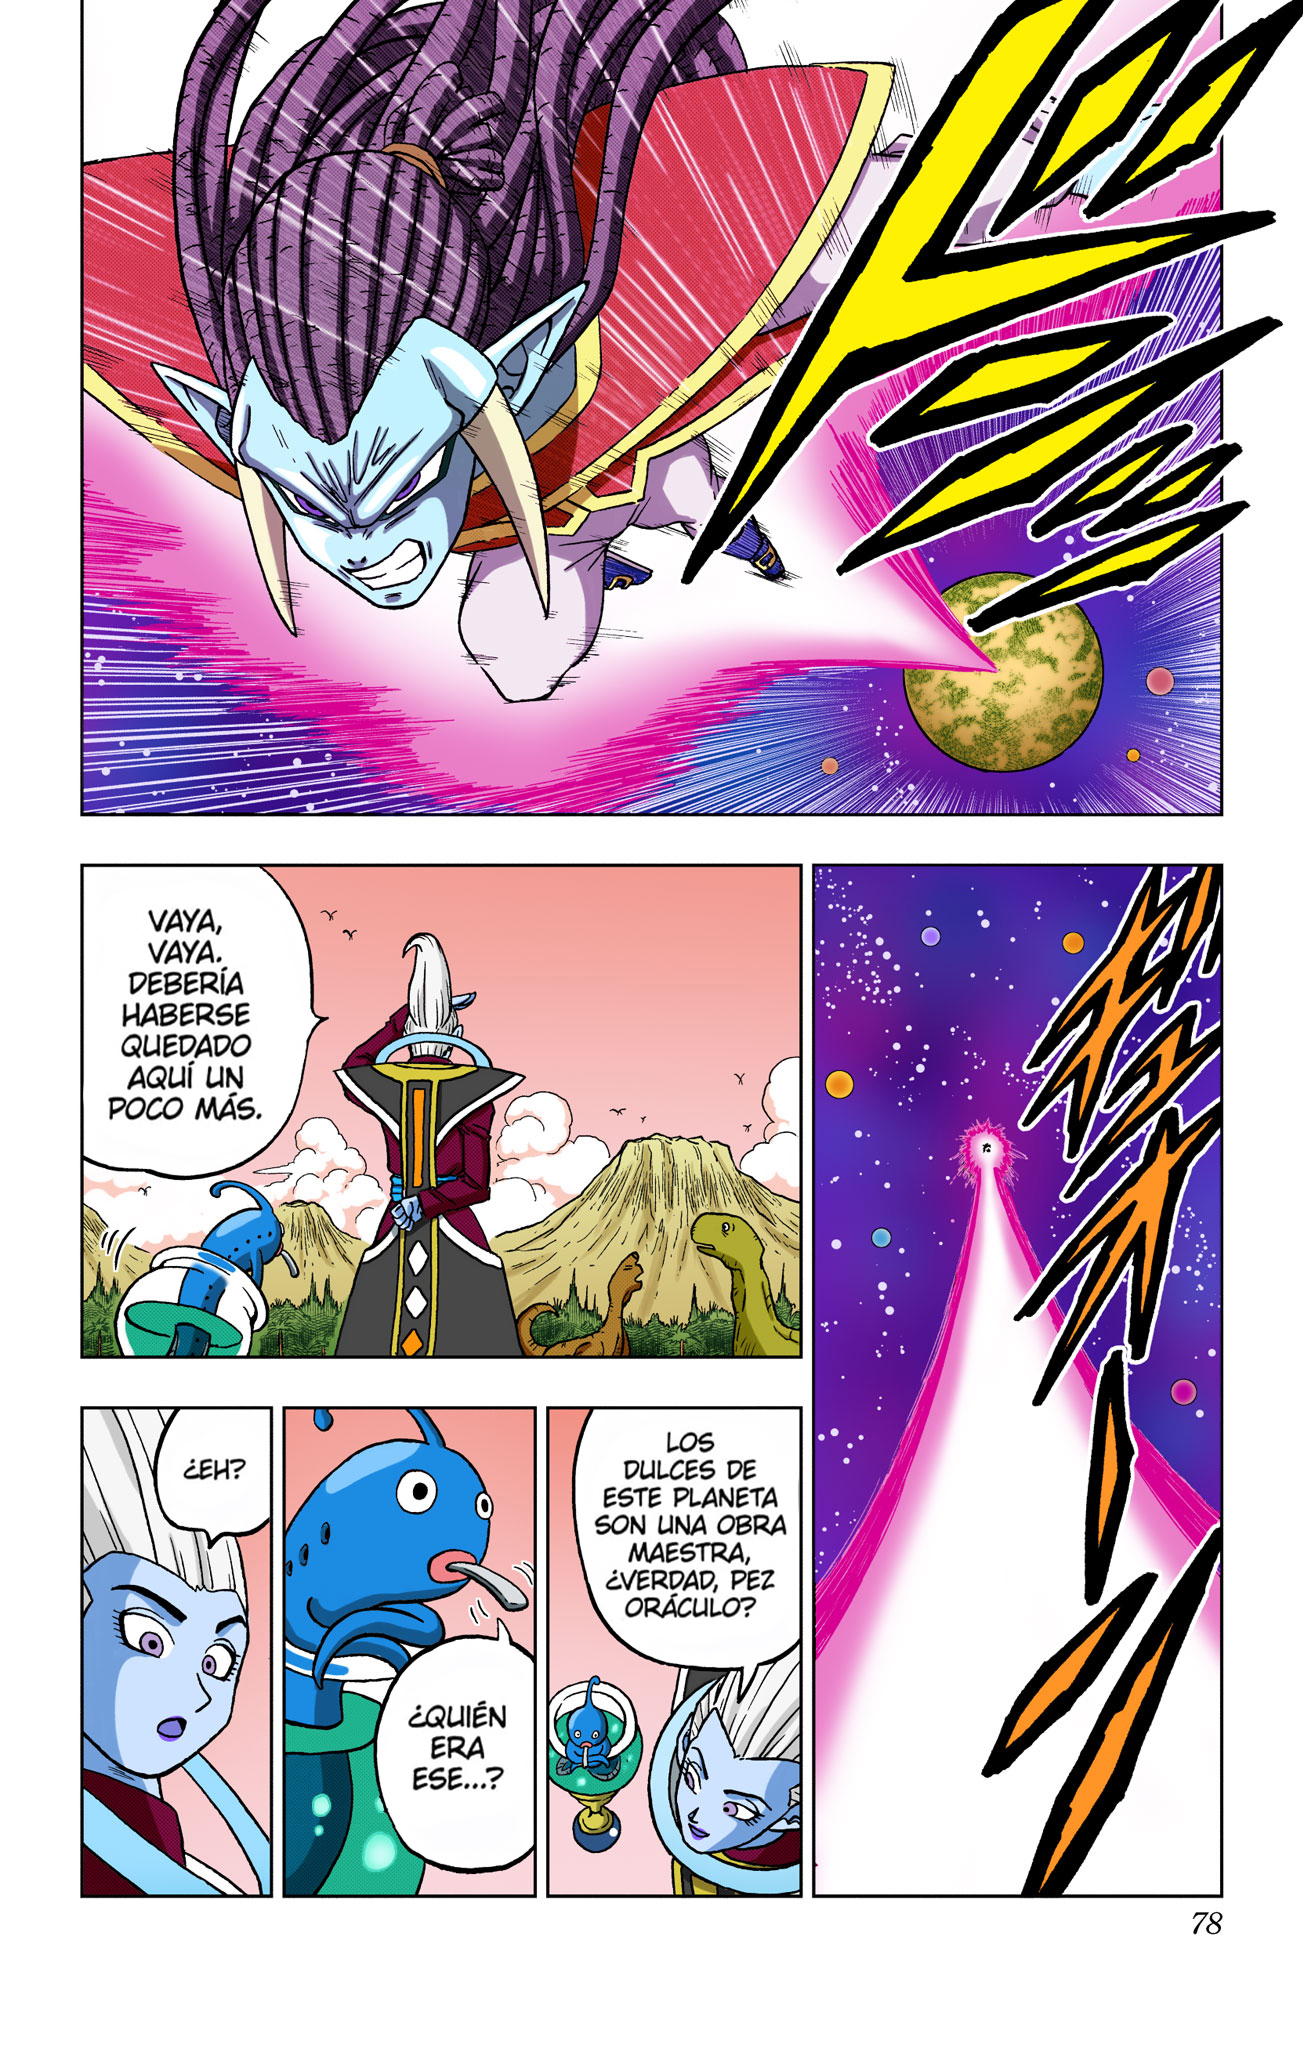 VAYA,
VAYA.
DEBERÍA
HABERSE
QUEDADO
AQUÍ UN
POCO MÁS.
LOS
DULCES DE
ESTE PLANETA
SON UNA OBRA
MAESTRA,
¿VERDAD, PEZ
ORÁCULO?
¿QUIÉN
ERA
ESE...?
¿EH?
78